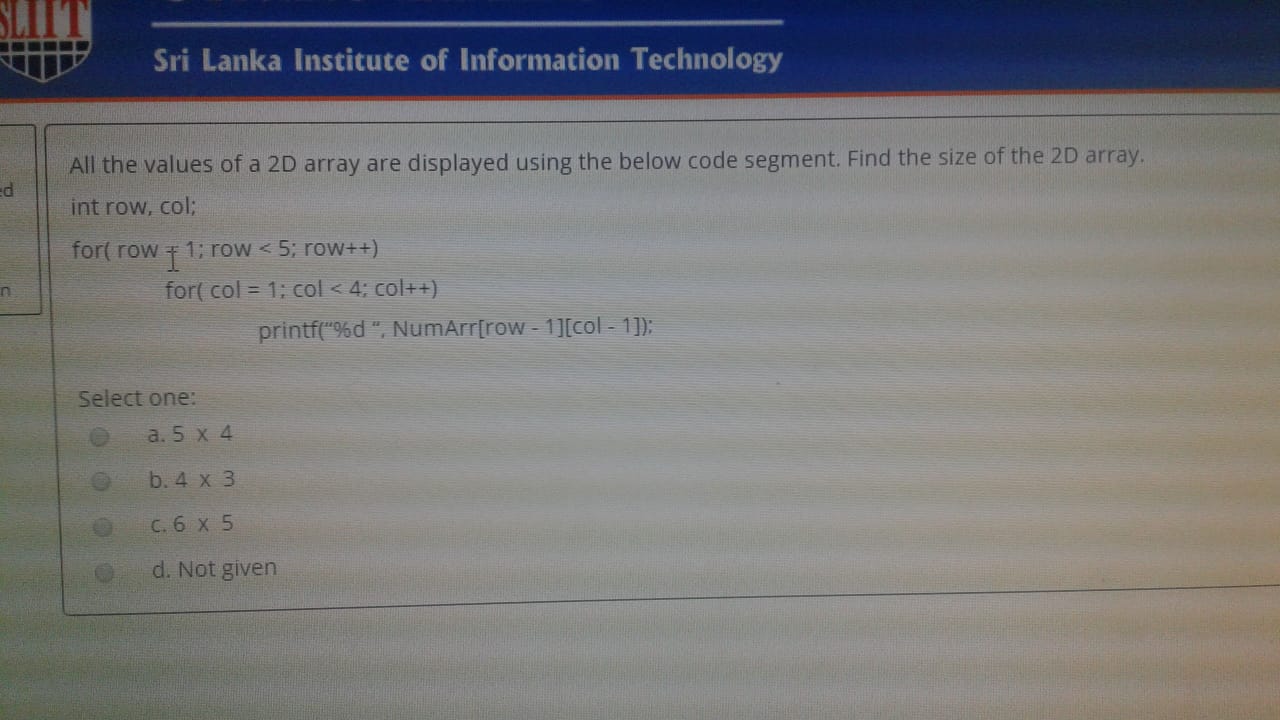 SLIIT
Sri Lanka Institute of Information Technology
ed
n
All the values of a 2D array are displayed using the below code segment. Find the size of the 2D array.
int row, col;
for( row = 1; row < 5; row++)
for( col = 1; col < 4; col++)
printf("%d “, NumArr[row - 1][col - 1]);
Select one:
a. 5 x 4
b. 4 x 3
c. 6 x 5
d. Not given